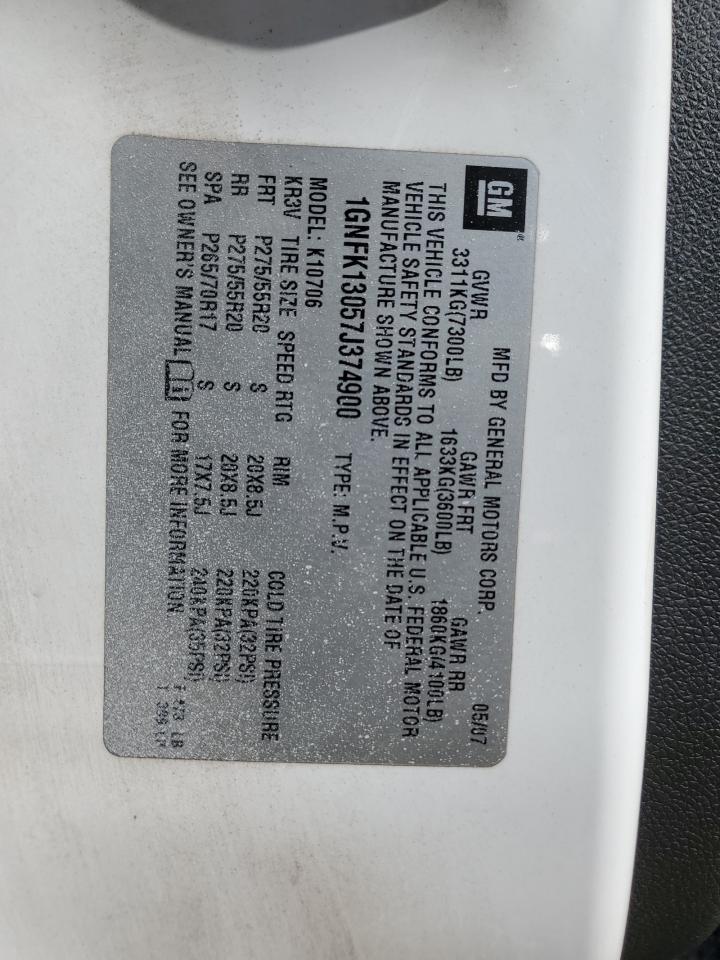 GM
MFD BY GENERAL MOTORS CORP. 05/07
GVWR GAWR FRT GAWR RR
3311KG(7300LB) 1633KG(3600LB) 1860KG(4100LB)
THIS VEHICLE CONFORMS TO ALL APPLICABLE U.S. FEDERAL MOTOR
VEHICLE SAFETY STANDARDS IN EFFECT ON THE DATE OF
MANUFACTURE SHOWN ABOVE.
1GNFK13057J374900 TYPE: M.P.V.
MODEL: K10706
KR3V TIRE SIZE SPEED RTG RIM COLD TIRE PRESSURE
FRT P275/55R20 S 20X8.5J 220KPA(32PSI)
RR P275/55R20 S 20X8.5J 220KPA(32PSI)
SPA P265/70R17 S 17X7.5J 240KPA(35PSI)
SEE OWNER'S MANUAL FOR MORE INFORMATION
LB